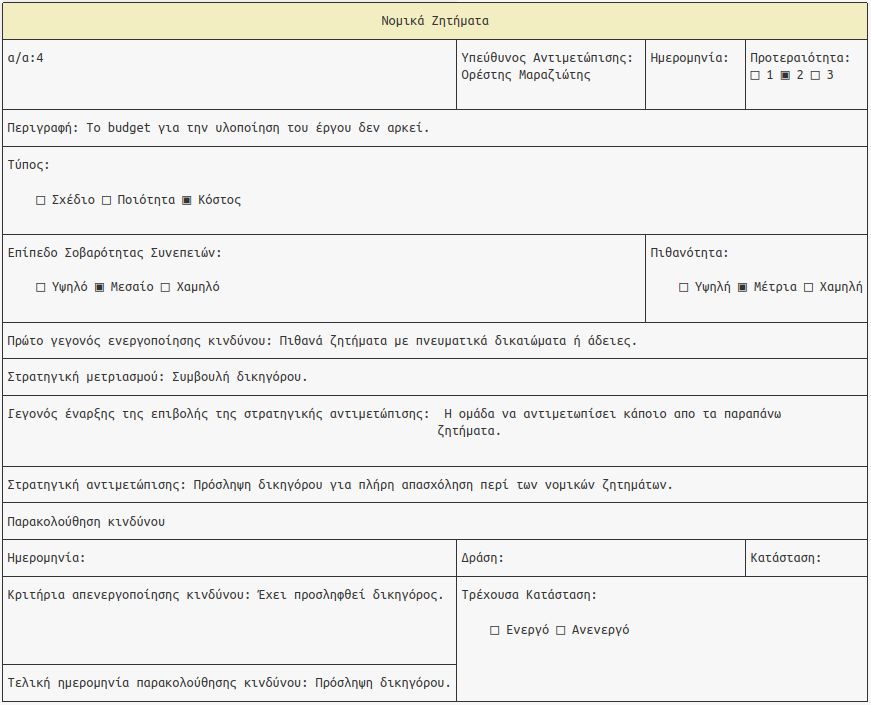 Νομικά Ζητήματα
α/α:4
Υπεύθυνος Αντιμετώπισης:
Ορέστης Μαραζιώτης
Ημερομηνία:
Προτεραιότητα:
□ 1 ▣ 2 □ 3
Περιγραφή: Το budget για την υλοποίηση του έργου δεν αρκεί.
Τύπος:
□ Σχέδιο □ Ποιότητα ▣ Κόστος
Επίπεδο Σοβαρότητας Συνεπειών:
□ Υψηλό ▣ Μεσαίο □ Χαμηλό
Πιθανότητα:
□ Υψηλή ▣ Μέτρια □ Χαμηλή
Πρώτο γεγονός ενεργοποίησης κινδύνου: Πιθανά ζητήματα με πνευματικά δικαιώματα ή άδειες.
Στρατηγική μετριασμού: Συμβουλή δικηγόρου.
Γεγονός έναρξης της επιβολής της στρατηγικής αντιμετώπισης: Η ομάδα να αντιμετωπίσει κάποιο απο τα παραπάνω
ζητήματα.
Στρατηγική αντιμετώπισης: Πρόσληψη δικηγόρου για πλήρη απασχόληση περί των νομικών ζητημάτων.
Παρακολούθηση κινδύνου
Ημερομηνία:
Δράση:
Κατάσταση:
Κριτήρια απενεργοποίησης κινδύνου: Έχει προσληφθεί δικηγόρος.
Τρέχουσα Κατάσταση:
□ Ενεργό □ Ανενεργό
Τελική ημερομηνία παρακολούθησης κινδύνου: Πρόσληψη δικηγόρου.